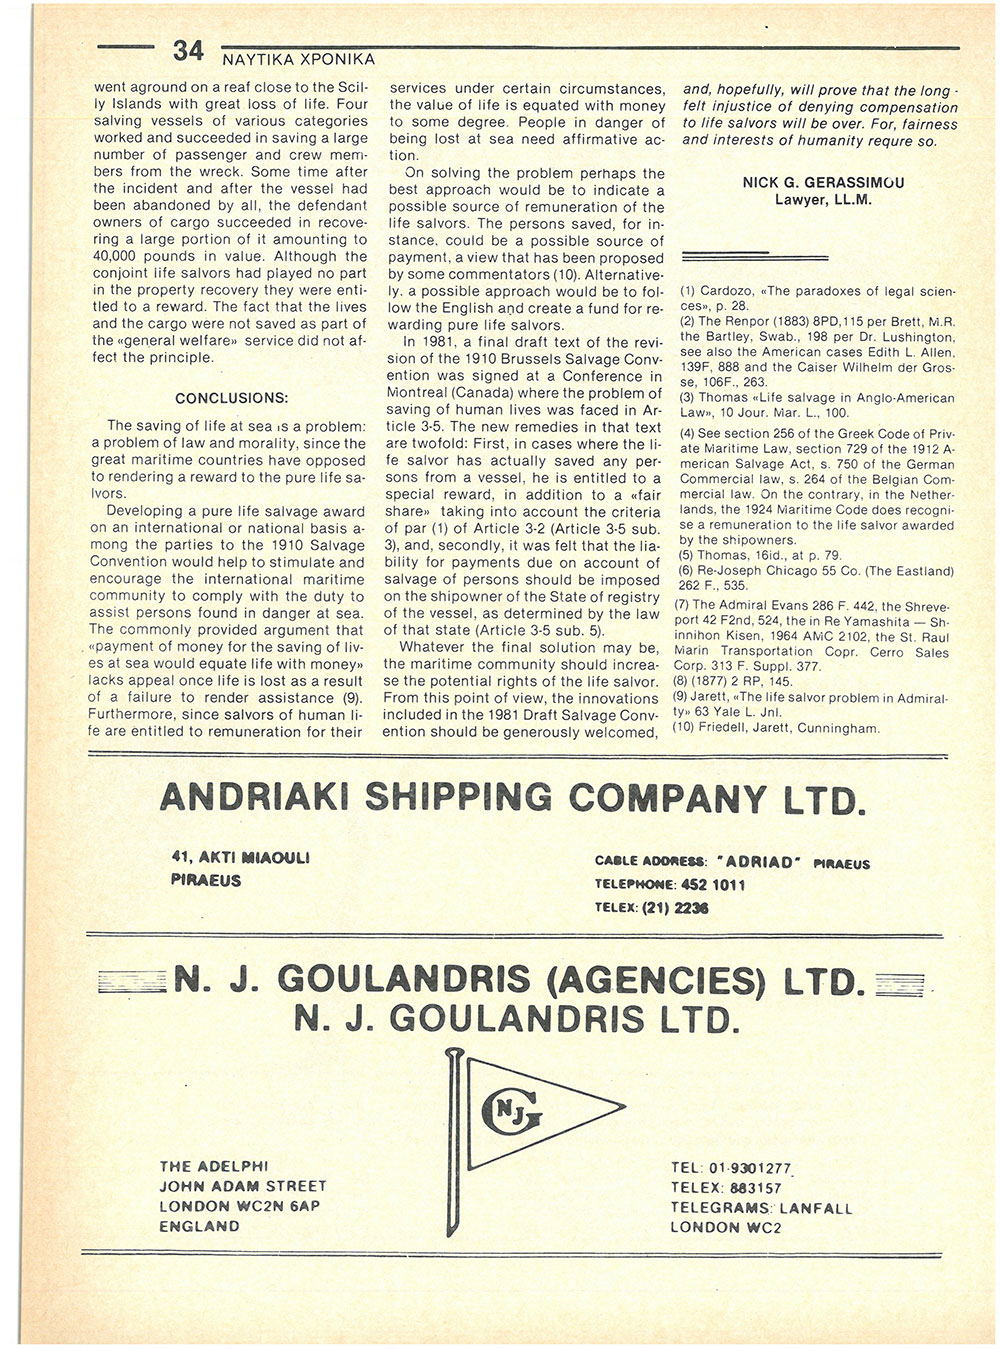 34
ΝΑΥΤΙΚΑ ΧΡΟΝΙΚΑ
went aground on a reaf close to the Scil-
ly Islands with great loss of life. Four
salving vessels of various categories
worked and succeeded in saving a large
number of passenger and crew mem-
bers from the wreck. Some time after
the incident and after the vessel had
been abandoned by all, the defendant
owners of cargo succeeded in recove-
ring a large portion of it amounting to
40,000 pounds in value. Although the
conjoint life salvors had played no part
in the property recovery they were enti-
tled to a reward. The fact that the lives
and the cargo were not saved as part of
the «general welfare» service did not af-
fect the principle.
CONCLUSIONS:
The saving of life at sea is a problem:
a problem of law and morality, since the
great maritime countries have opposed
to rendering a reward to the pure life sa-
lvors.
Developing a pure life salvage award
on an international or national basis a-
mong the parties to the 1910 Salvage
Convention would help to stimulate and
encourage the international maritime
community to comply with the duty to
assist persons found in danger at sea.
The commonly provided argument that
«payment of money for the saving of liv-
es at sea would equate life with money»
lacks appeal once life is lost as a result
of a failure to render assistance (9).
Furthermore, since salvors of human li-
fe are entitled to remuneration for their
services under certain circumstances,
the value of life is equated with money
to some degree. People in danger of
being lost at sea need affirmative ac-
tion.
On solving the problem perhaps the
best approach would be to indicate a
possible source of remuneration of the
life salvors. The persons saved, for in-
stance, could be a possible source of
payment, a view that has been proposed
by some commentators (10). Alternative-
ly, a possible approach would be to fol-
low the English and create a fund for re-
warding pure life salvors.
In 1981, a final draft text of the revi-
sion of the 1910 Brussels Salvage Conv-
ention was signed at a Conference in
Montreal (Canada) where the problem of
saving of human lives was faced in Ar-
ticle 3-5. The new remedies in that text
are twofold: First, in cases where the li-
fe salvor has actually saved any per-
sons from a vessel, he is entitled to a
special reward, in addition to a «fair
share» taking into account the criteria
of par (1) of Article 3-2 (Article 3-5 sub.
3), and, secondly, it was felt that the lia-
bility for payments due on account of
salvage of persons should be imposed
on the shipowner of the State of registry
of the vessel, as determined by the law
of that state (Article 3-5 sub. 5).
Whatever the final solution may be,
the maritime community should increa-
se the potential rights of the life salvor.
From this point of view, the innovations
included in the 1981 Draft Salvage Conv-
ention should be generously welcomed,
and, hopefully, will prove that the long -
felt injustice of denying compensation
to life salvors will be over. For, fairness
and interests of humanity requre so.
NICK G. GERASSIMOU
Lawyer, LL.M.
(1) Cardozo, «The paradoxes of legal scien-
ces», p. 28.
(2) The Renpor (1883) 8PD,115 per Brett, M.R.
the Bartley, Swab., 198 per Dr. Lushington,
see also the American cases Edith L. Allen,
139F, 888 and the Caiser Wilhelm der Gros-
se, 106F., 263.
(3) Thomas «Life salvage in Anglo-American
Law», 10 Jour. Mar. L., 100.
(4) See section 256 of the Greek Code of Priv-
ate Maritime Law, section 729 of the 1912 A-
merican Salvage Act, s. 750 of the German
Commercial law, s. 264 of the Belgian Com-
mercial law. On the contrary, in the Nether-
lands, the 1924 Maritime Code does recogni-
se a remuneration to the life salvor awarded
by the shipowners.
(5) Thomas, 16id., at p. 79.
(6) Re-Joseph Chicago 55 Co. (The Eastland)
262 F., 535.
(7) The Admiral Evans 286 F. 442, the Shreve-
port 42 F2nd, 524, the in Re Yamashita — Sh-
innihon Kisen, 1964 AMC 2102, the St. Raul
Marin Transportation Copr. Cerro Sales
Corp. 313 F. Suppl. 377.
(8) (1877) 2 RP, 145.
(9) Jarett, «The life salvor problem in Admiral-
ty» 63 Yale L. Jnl.
(10) Friedell, Jarett, Cunningham.
ANDRIAKI SHIPPING COMPANY LTD.
41, AKTI MIAOULI
PIRAEUS
CABLE ADDRESS: "ADRIAD" PIRAEUS
TELEPHONE: 452 1011
TELEX: (21) 2236
N. J. GOULANDRIS (AGENCIES) LTD.
N. J. GOULANDRIS LTD.
NJG
THE ADELPHI
JOHN ADAM STREET
LONDON WC2N 6AP
ENGLAND
TEL: 01-9301277
TELEX: 883157
TELEGRAMS: LANFALL
LONDON WC2